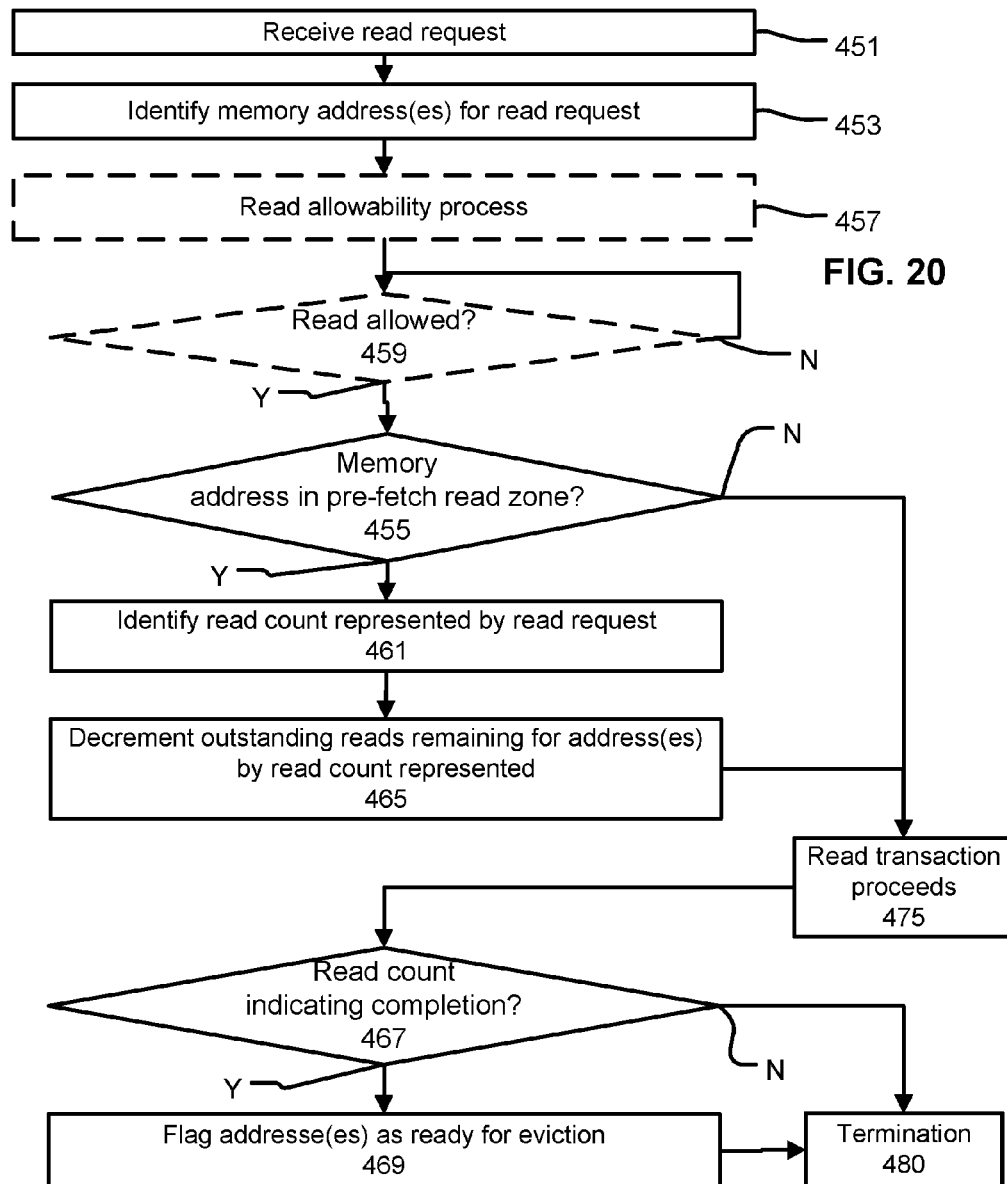 Receive read request
451
Identify memory address(es) for read request
453
Read allowability process
457
FIG. 20
Read allowed?
459
N
Y
N
Memory
address in pre-fetch read zone?
455
Y
Identify read count represented by read request
461
Decrement outstanding reads remaining for address(es)
by read count represented
465
Read transaction
proceeds
475
Read count
indicating completion?
467
Y
N
Flag addresse(es) as ready for eviction
469
Termination
480